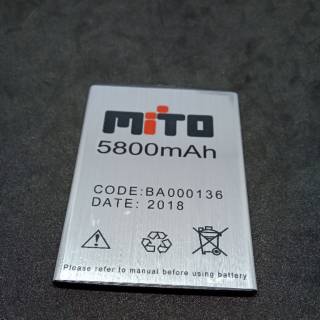 MITO
5800mAh
CODE:BA000136
DATE: 2018
Please refer to manual before using battery